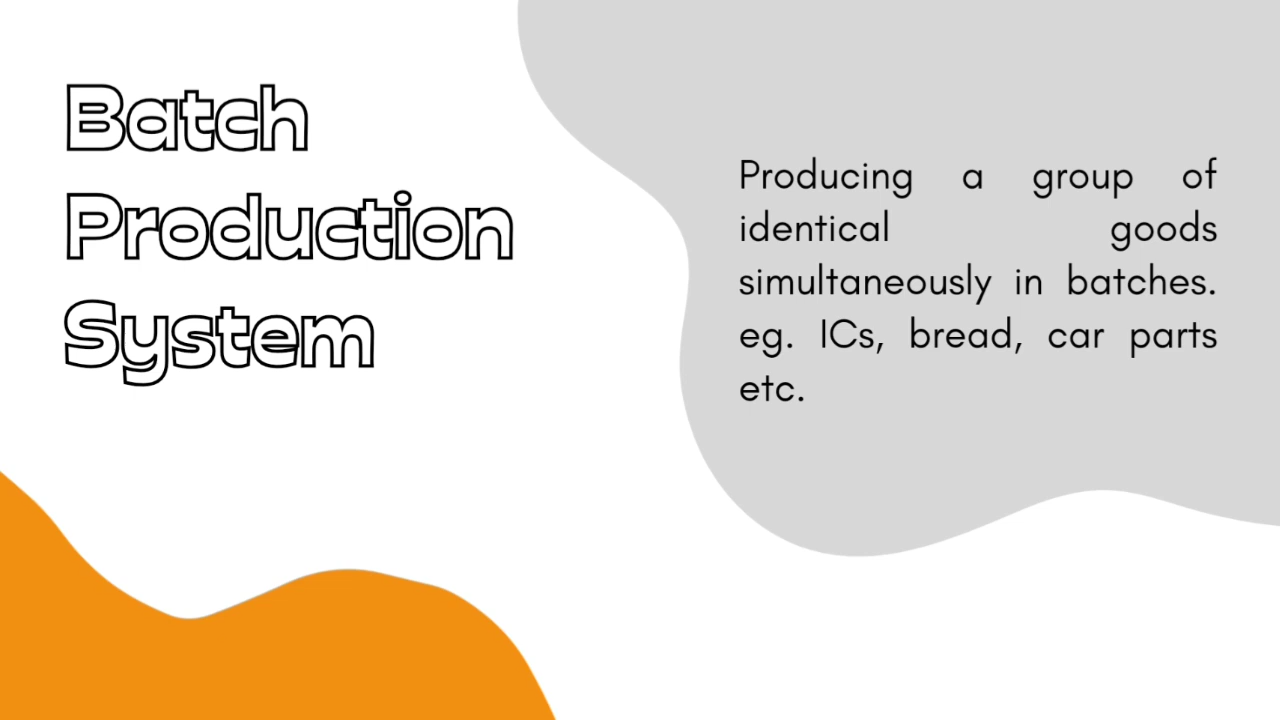 Batch
Production
System
Producing a group of
identical goods
simultaneously in batches.
eg. ICs, bread, car parts
etc.